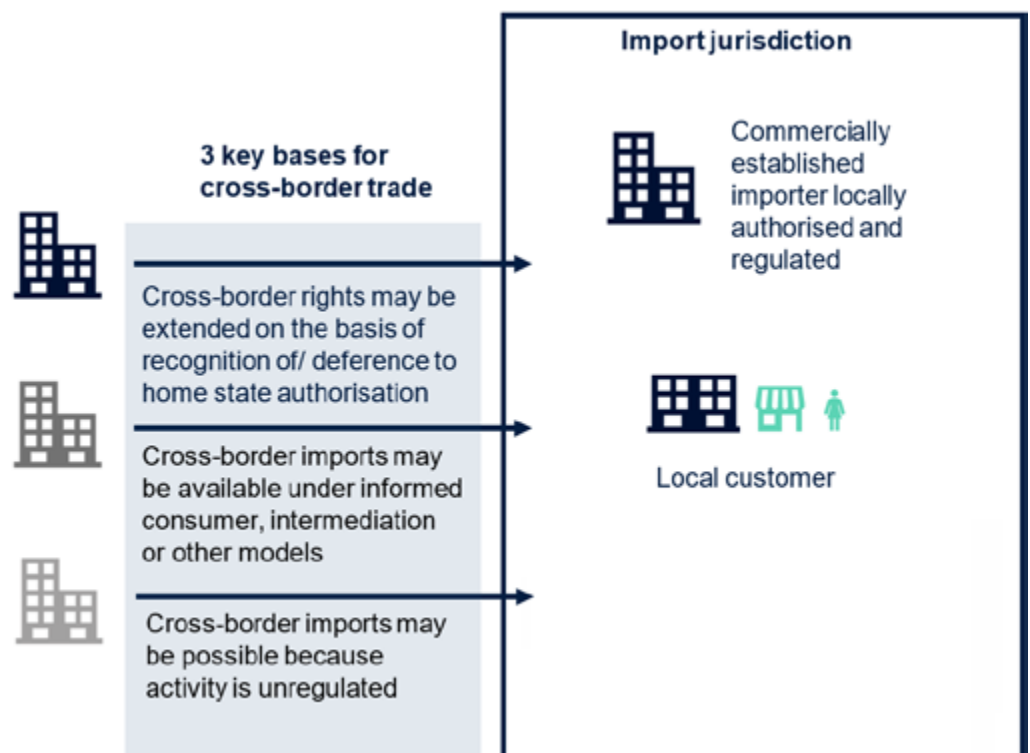 Import jurisdiction
Commercially
established
importer locally
authorised and
regulated
3 key bases for
cross-border trade
Cross-border rights may be
extended on the basis of
recognition of/ deference to
home state authorisation
Cross-border imports may
be available under informed
consumer, intermediation
or other models
Cross-border imports may
be possible because
activity is unregulated
Local customer